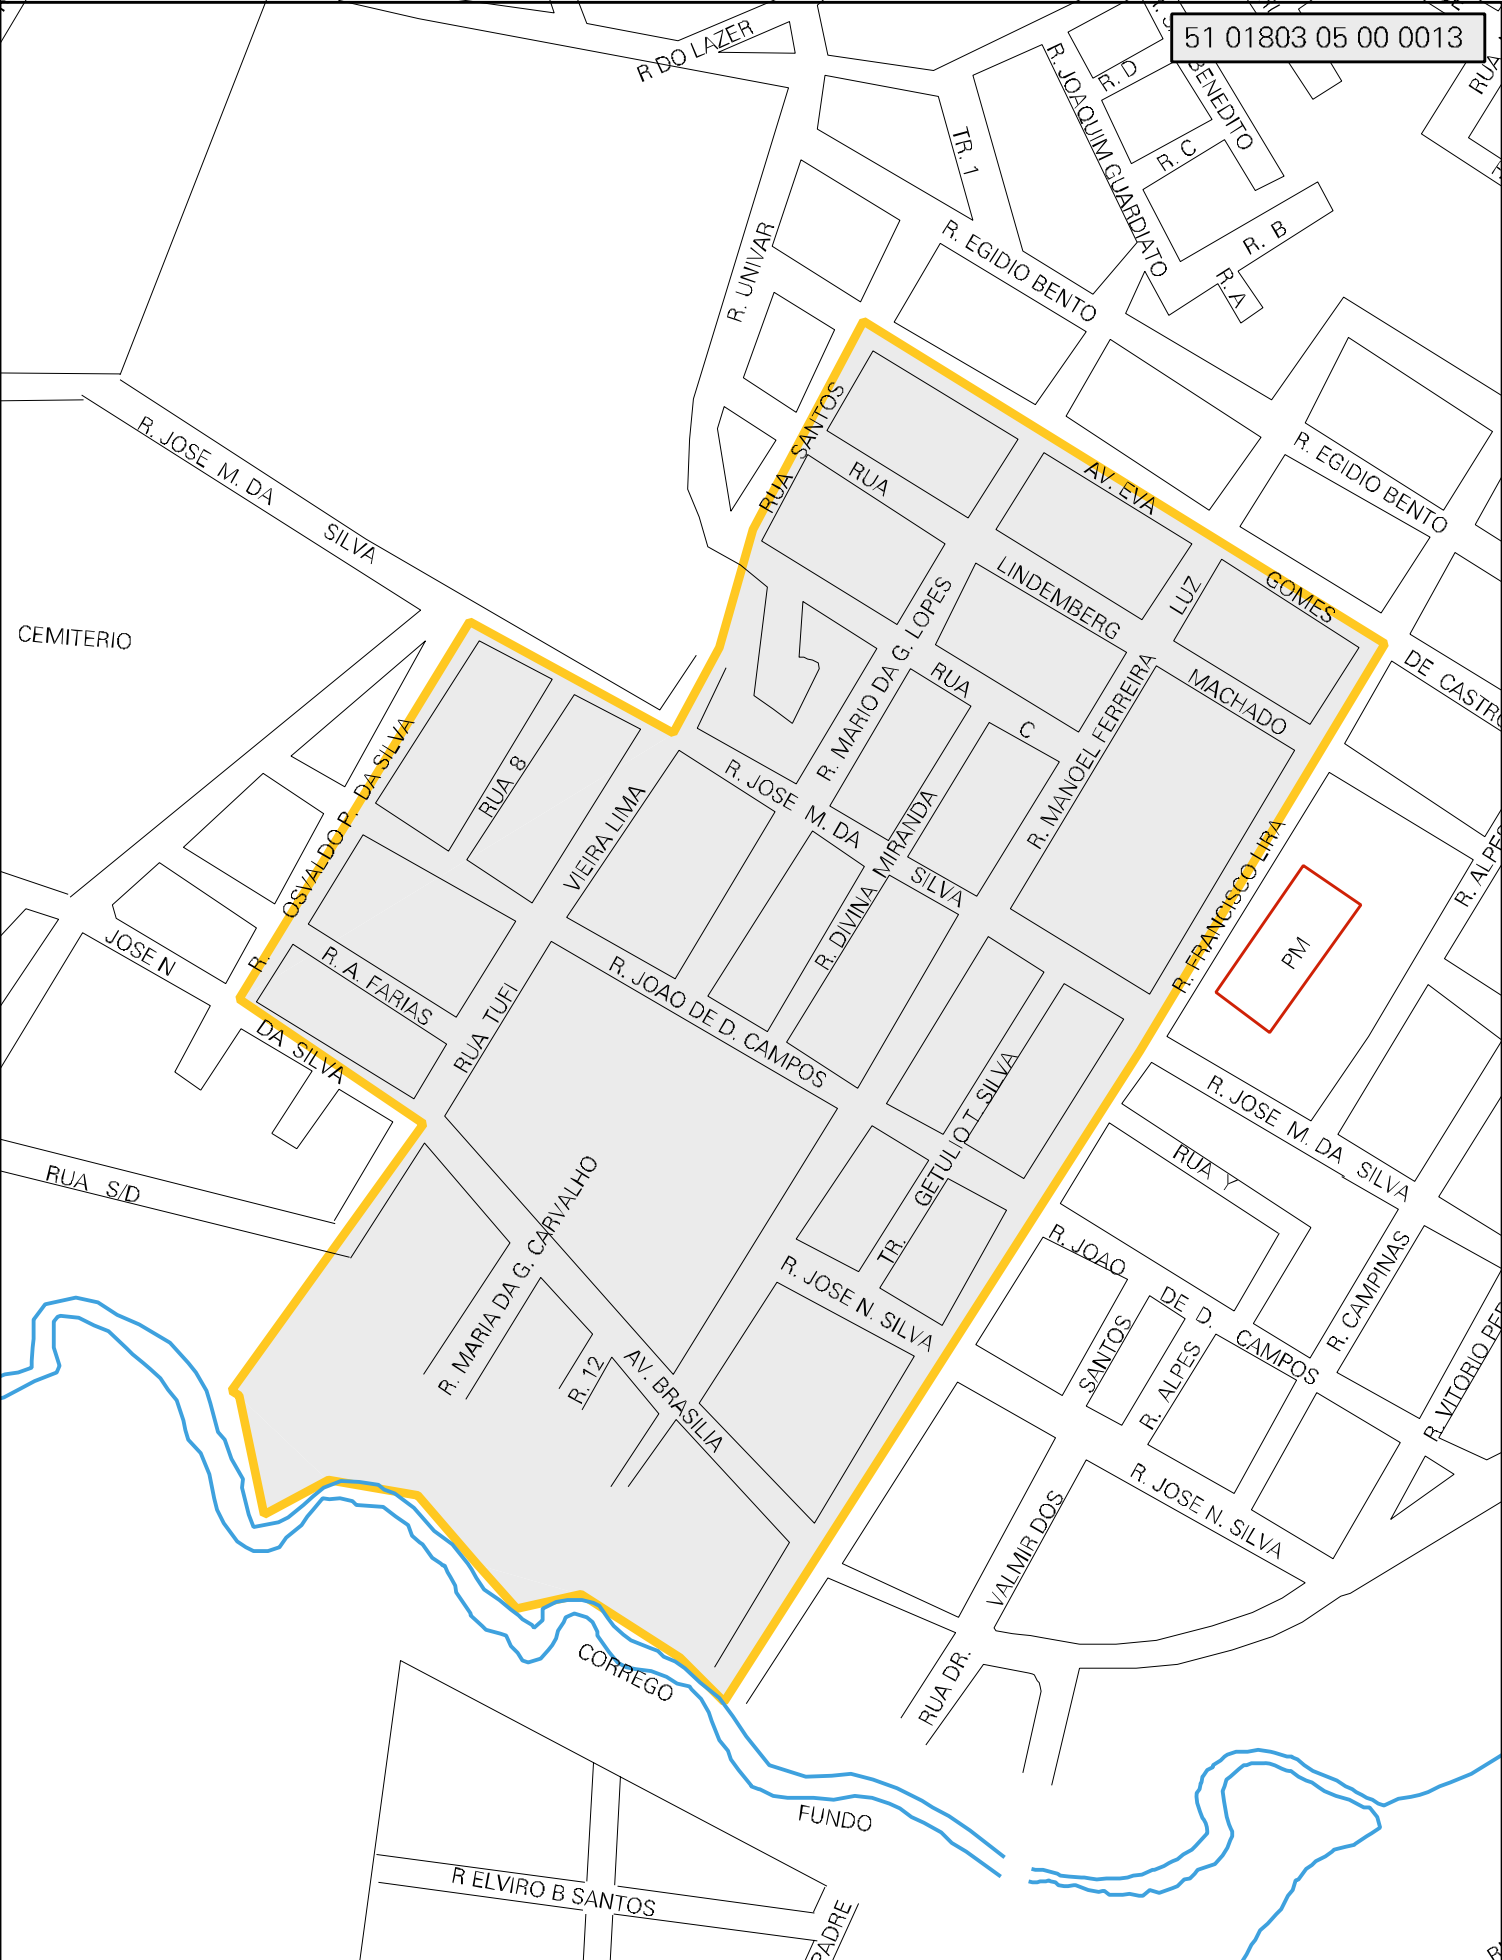 51 01803 05 00 0013
R DO LAZER
R. D
R. JOAQUIM GUARDIATO
BENEDITO
RUA
TR. 1
R. C
R. B
R. A
R. UNIVAR
R. EGIDIO BENTO
R. JOSE M. DA SILVA
RUA SANTOS
RUA LINDEMBERG
AV. EVA GOMES DE CASTRO
R. EGIDIO BENTO
LUZ
MACHADO
CEMITERIO
R. MARIO DA G. LOPES
RUA C
R. MANOEL FERREIRA
R. OSVALDO P. DA SILVA
RUA 8
VIEIRA LIMA
R. JOSE M. DA SILVA
R. DIVINA MIRANDA
R. FRANCISCO LIRA
R. ALPES
PM
JOSE N
DA SILVA
R. A. FARIAS
RUA TUFI
R. JOAO DE D. CAMPOS
TR. GETULIO T. SILVA
R. JOSE M. DA SILVA
RUA Y
RUA S/D
R. MARIA DA G. CARVALHO
R. JOSE N. SILVA
R. JOAO DE D. CAMPOS
R. CAMPINAS
R. 12
AV. BRASILIA
SANTOS
R. ALPES
R. VITORIO
R. JOSE N. SILVA
VALMIR DOS
RUA DR.
CORREGO
FUNDO
R ELVIRO B SANTOS
PADRE